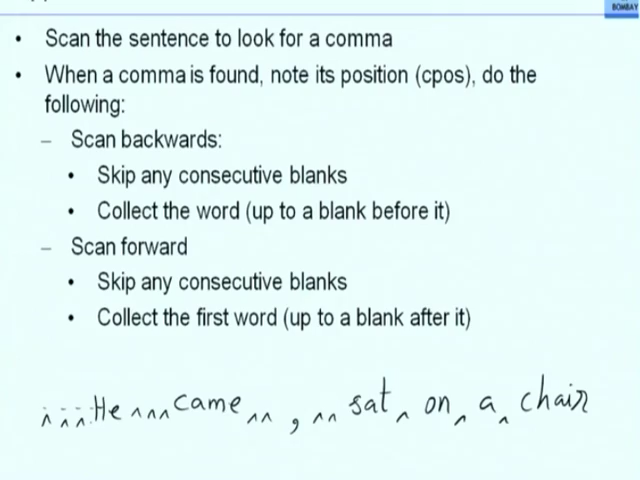 BOMBAY
• Scan the sentence to look for a comma
• When a comma is found, note its position (cpos), do the
following:
– Scan backwards:
• Skip any consecutive blanks
• Collect the word (up to a blank before it)
– Scan forward
• Skip any consecutive blanks
• Collect the first word (up to a blank after it)
^^^He ^^^came^^ , ^^ sat^ on^ a^ chair